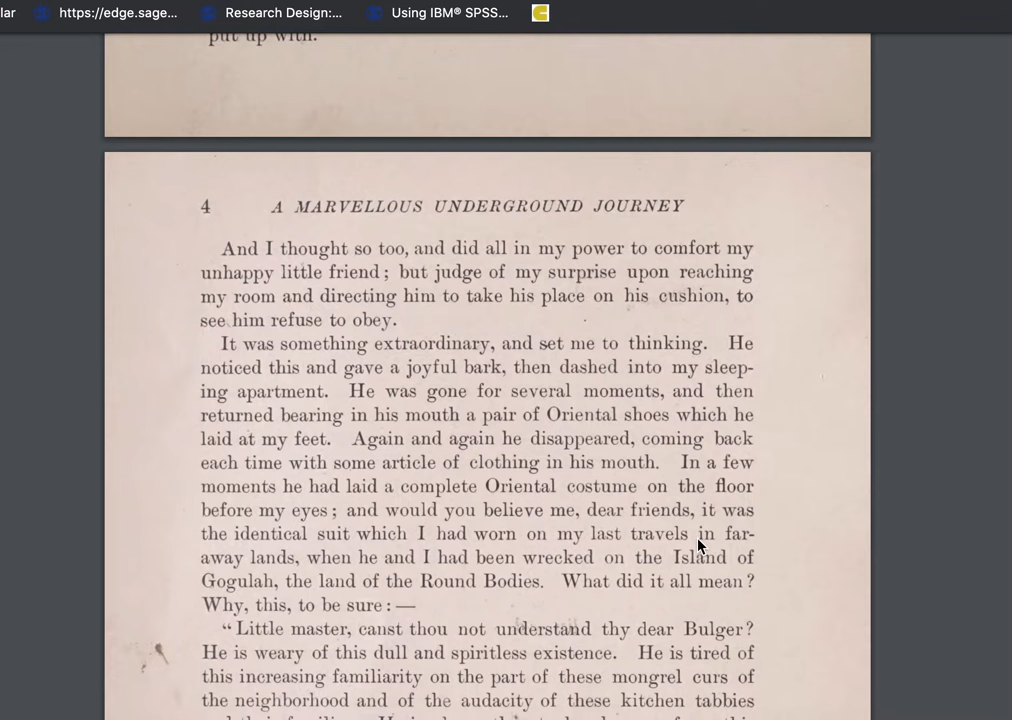 lar https://edge.sage... Research Design:... Using IBM® SPSS...
put up with.
4 A MARVELLOUS UNDERGROUND JOURNEY
And I thought so too, and did all in my power to comfort my
unhappy little friend; but judge of my surprise upon reaching
my room and directing him to take his place on his cushion, to
see him refuse to obey.
It was something extraordinary, and set me to thinking. He
noticed this and gave a joyful bark, then dashed into my sleep-
ing apartment. He was gone for several moments, and then
returned bearing in his mouth a pair of Oriental shoes which he
laid at my feet. Again and again he disappeared, coming back
each time with some article of clothing in his mouth. In a few
moments he had laid a complete Oriental costume on the floor
before my eyes; and would you believe me, dear friends, it was
the identical suit which I had worn on my last travels in far-
away lands, when he and I had been wrecked on the Island of
Gogulah, the land of the Round Bodies. What did it all mean?
Why, this, to be sure:—
“Little master, canst thou not understand thy dear Bulger?
He is weary of this dull and spiritless existence. He is tired of
this increasing familiarity on the part of these mongrel curs of
the neighborhood and of the audacity of these kitchen tabbies